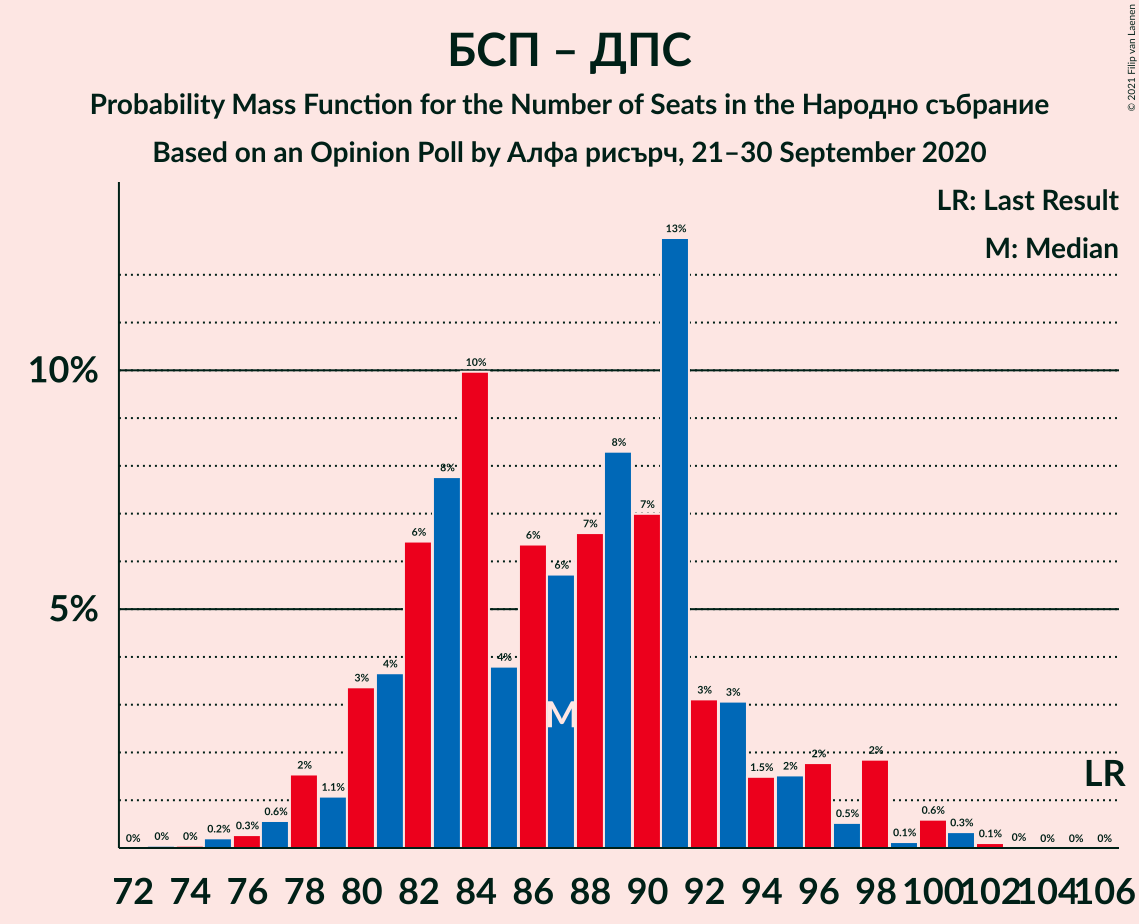 БСП – ДПС
Probability Mass Function for the Number of Seats in the Народно събрание
Based on an Opinion Poll by Алфа рисърч, 21–30 September 2020
© 2021 Filip van Laenen
LR: Last Result
M: Median
10%
5%
0% 0% 0% 0.2% 0.3% 0.6% 2% 1.1% 3% 4% 6% 8% 10% 4% 6% 6% 7% 8% 7% 13% 3% 3% 1.5% 2% 2% 0.5% 2% 0.1% 0.6% 0.3% 0.1% 0% 0% 0% 0%
M
LR
72 74 76 78 80 82 84 86 88 90 92 94 96 98 100 102 104 106